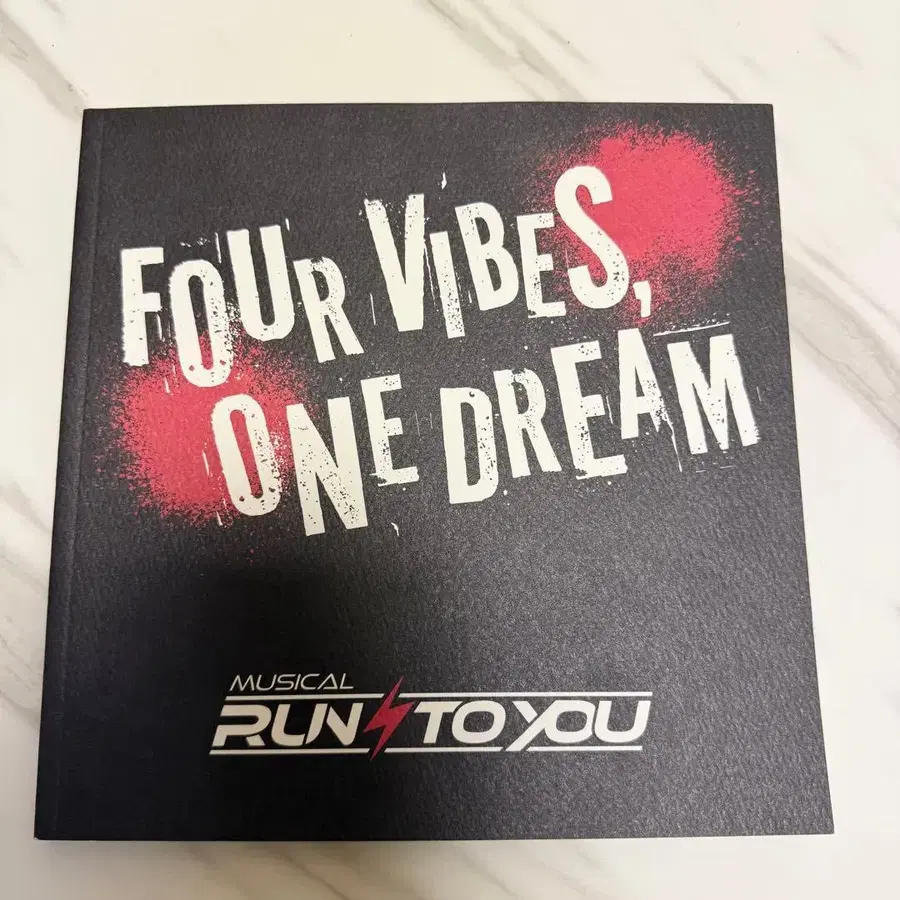 FOUR VIBES,
ONE DREAM
MUSICAL
RUN TO YOU